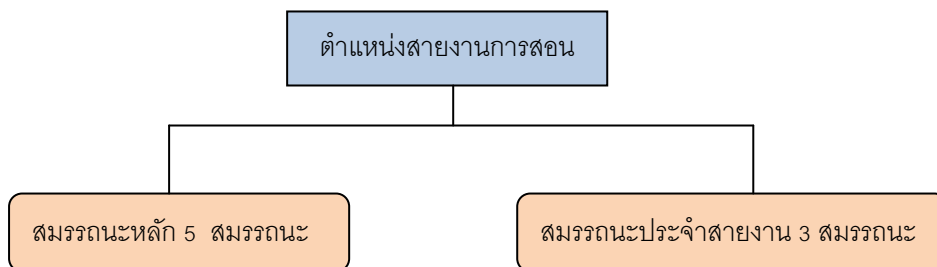 ตำแหน่งสายงานการสอน
สมรรถนะหลัก 5 สมรรถนะ
สมรรถนะประจำสายงาน 3 สมรรถนะ